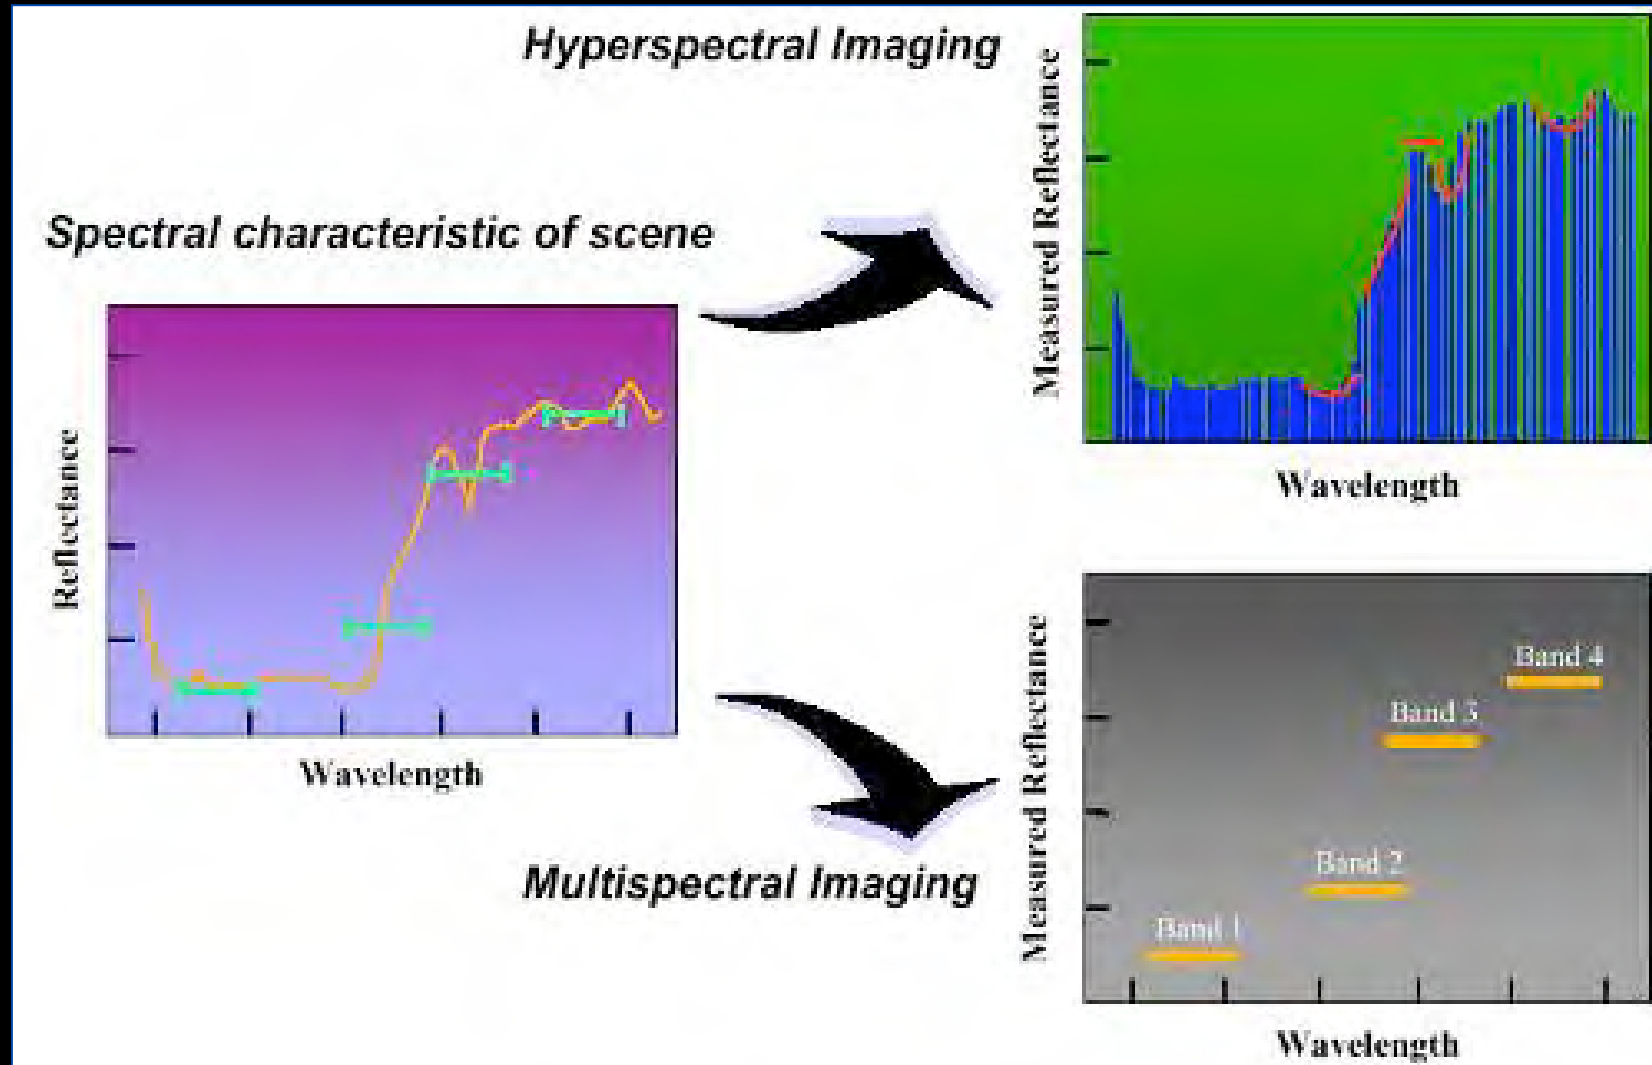 Hyperspectral Imaging
Measured Reflectance
Wavelength
Spectral characteristic of scene
Reflectance
Wavelength
Multispectral Imaging
Measured Reflectance
Band 1
Band 2
Band 3
Band 4
Wavelength